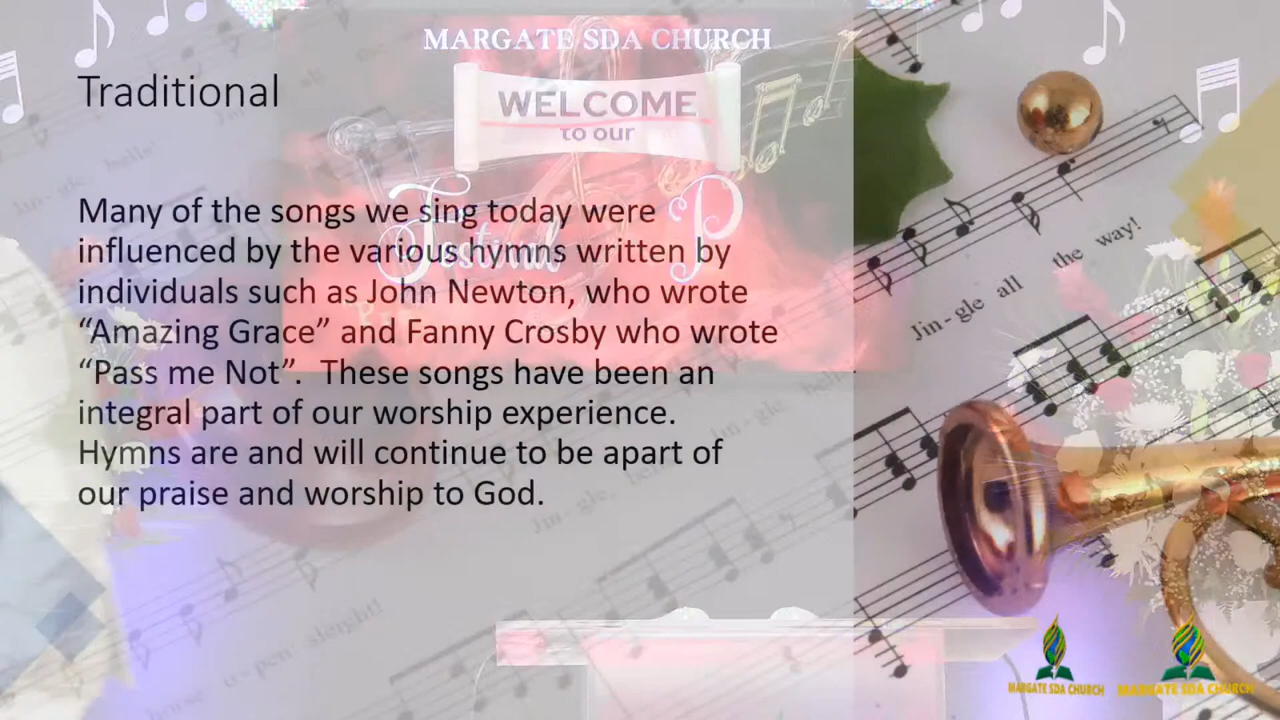 MARGATE SDA CHURCH
WELCOME
to our
Festival
P
Traditional
Many of the songs we sing today were
influenced by the various hymns written by
individuals such as John Newton, who wrote
“Amazing Grace” and Fanny Crosby who wrote
“Pass me Not”.  These songs have been an
integral part of our worship experience.
Hymns are and will continue to be apart of
our praise and worship to God.
Jin-gle all the way!
MARGATE SDA CHURCH
MARGATE SDA CHURCH